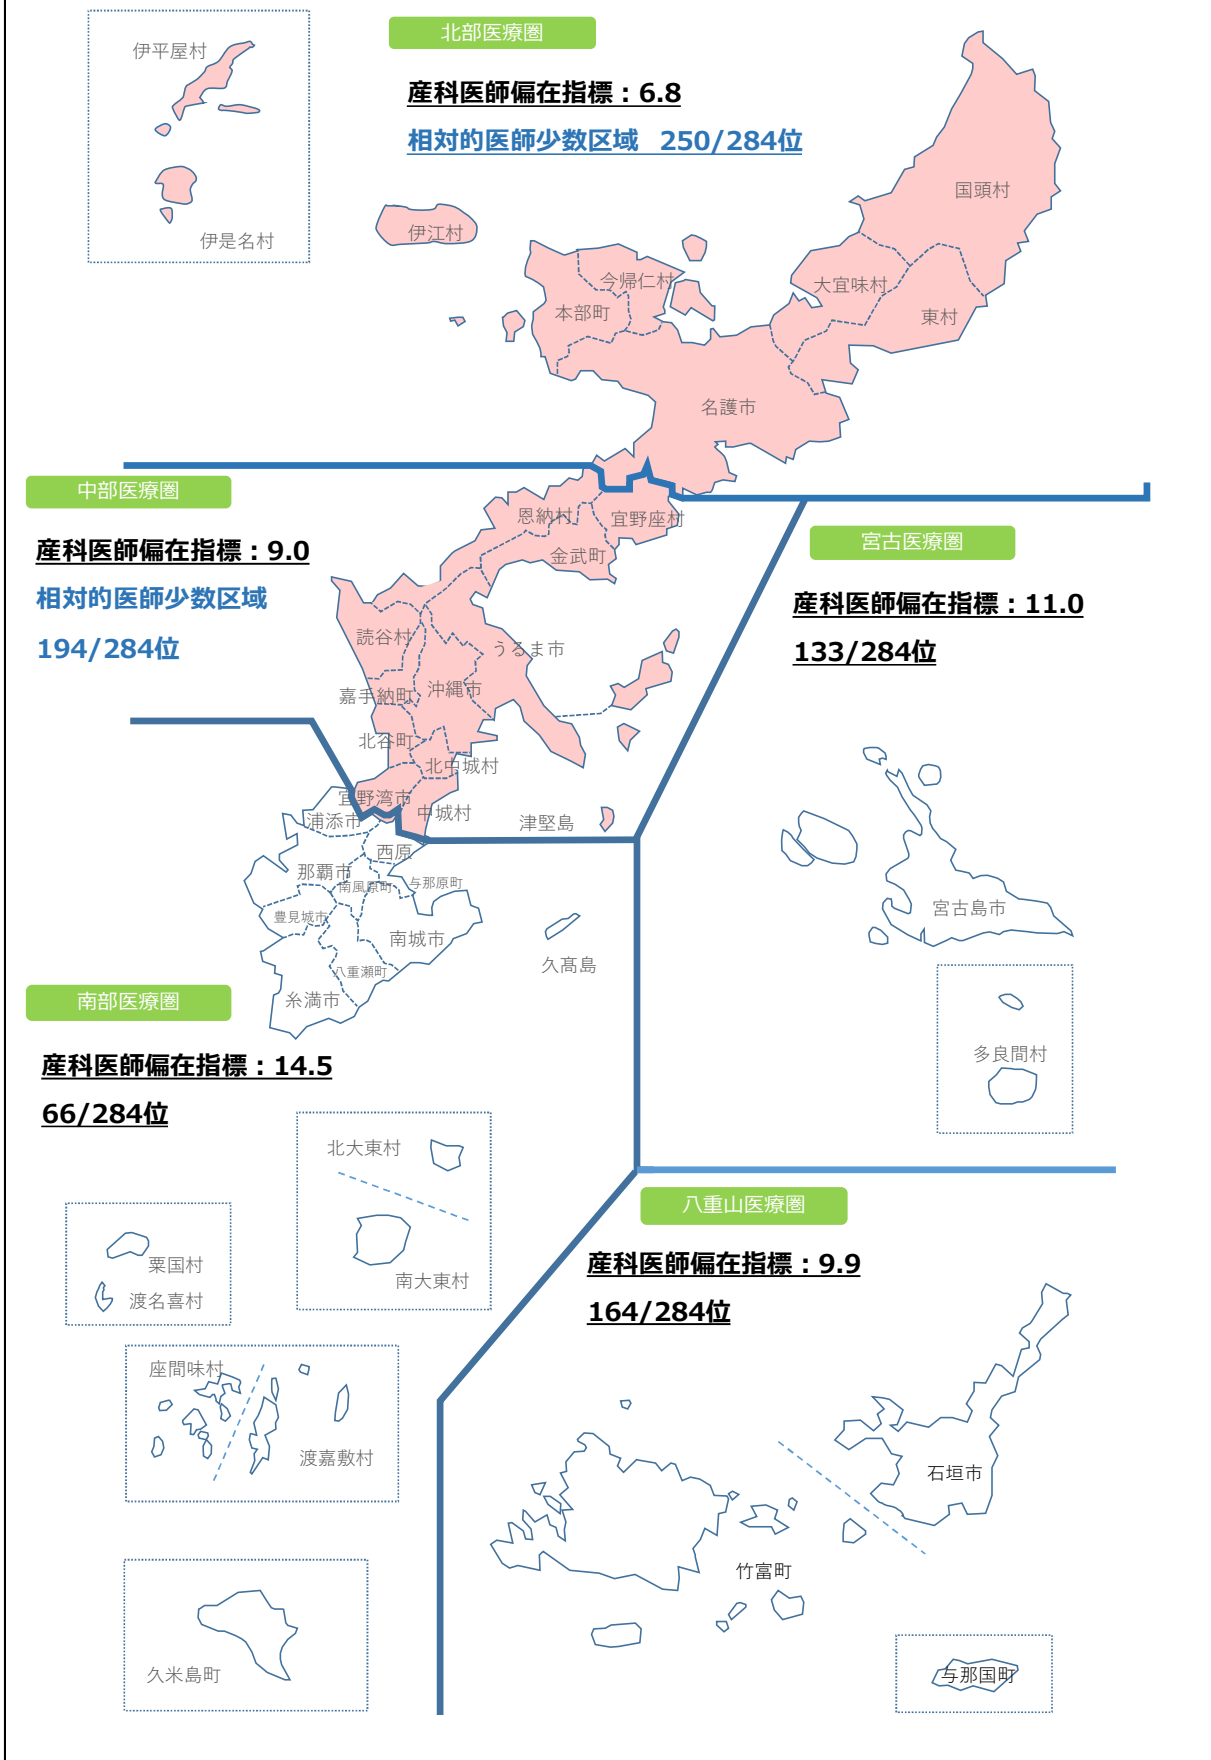 伊平屋村
伊是名村
北部医療圏
産科医師偏在指標：6.8
相対的医師少数区域 250/284位
国頭村
伊江村
今帰仁村
大宜味村
本部町
東村
名護市
中部医療圏
産科医師偏在指標：9.0
相対的医師少数区域
194/284位
恩納村
宜野座村
金武町
読谷村
うるま市
嘉手納町
沖縄市
北谷町
北中城村
宜野湾市
中城村
津堅島
宮古医療圏
産科医師偏在指標：11.0
133/284位
宮古島市
多良間村
浦添市
西原
那覇市
南風原町
与那原町
豊見城市
南城市
八重瀬町
糸満市
久髙島
南部医療圏
産科医師偏在指標：14.5
66/284位
北大東村
南大東村
粟国村
渡名喜村
座間味村
渡嘉敷村
久米島町
八重山医療圏
産科医師偏在指標：9.9
164/284位
石垣市
竹富町
与那国町